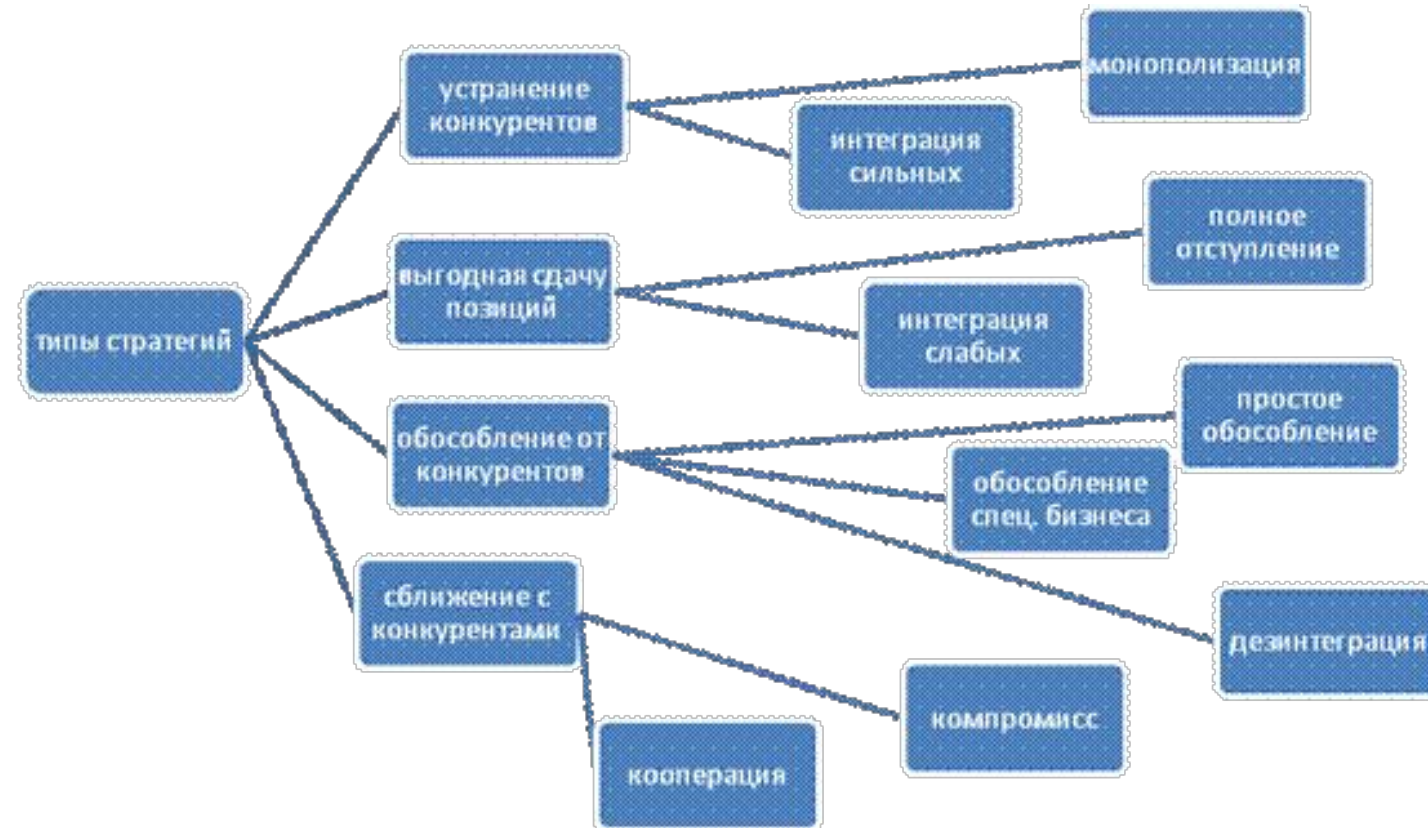 типы стратегий
устранение
конкурентов
монополизация
интеграция
сильных
выгодная сдачу
позиций
полное
отступление
интеграция
слабых
обособление от
конкурентов
простое
обособление
обособление
спец. бизнеса
дезинтеграция
сближение с
конкурентами
компромисс
кооперация